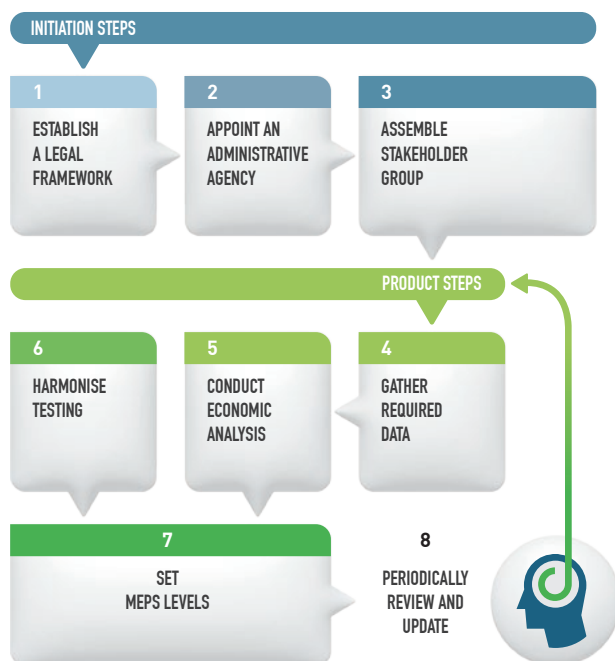 INITIATION STEPS
1
ESTABLISH
A LEGAL
FRAMEWORK
2
APPOINT AN
ADMINISTRATIVE
AGENCY
3
ASSEMBLE
STAKEHOLDER
GROUP
PRODUCT STEPS
6
HARMONISE
TESTING
5
CONDUCT
ECONOMIC
ANALYSIS
4
GATHER
REQUIRED
DATA
7
SET
MEPS LEVELS
8
PERIODICALLY
REVIEW AND
UPDATE